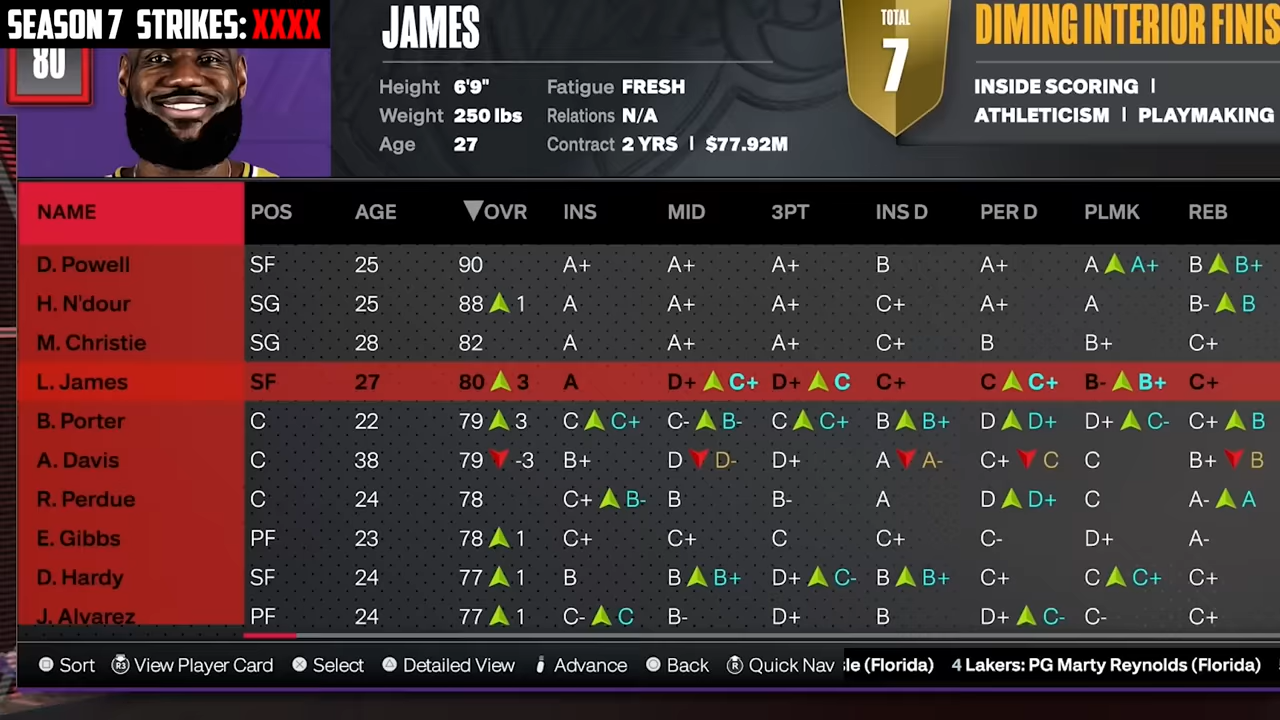 SEASON 7 STRIKES: XXXX
80
JAMES
Height 6'9"
Weight 250 lbs
Age 27
Fatigue FRESH
Relations N/A
Contract 2 YRS | $77.92M
TOTAL
7
DIMING INTERIOR FINIS
INSIDE SCORING |
ATHLETICISM | PLAYMAKING
NAME POS AGE OVR INS MID 3PT INS D PER D PLMK REB
D. Powell SF 25 90 A+ A+ A+ B A+ A A+ B B+
H. N'dour SG 25 88 1 A A+ A+ C+ A+ A B- B
M. Christie SG 28 82 A A+ A+ C+ B B+ C+
L. James SF 27 80 3 A D+ C+ D+ C C+ C C+ B- B+ C+
B. Porter C 22 79 3 C C+ C- B- C C+ B B+ D D+ D+ C- C+ B
A. Davis C 38 79 -3 B+ D D- D+ A A- C+ C C B+ B
R. Perdue C 24 78 C+ B- B B- A D D+ C A- A
E. Gibbs PF 23 78 1 C+ C+ C C+ C- D+ A-
D. Hardy SF 24 77 1 B B B+ D+ C- B B+ C+ C C+ C+
J. Alvarez PF 24 77 1 C- C B- D+ B D+ C- C- C+
Sort R3 View Player Card Select Detailed View Advance Back R Quick Nav le (Florida) 4 Lakers: PG Marty Reynolds (Florida)